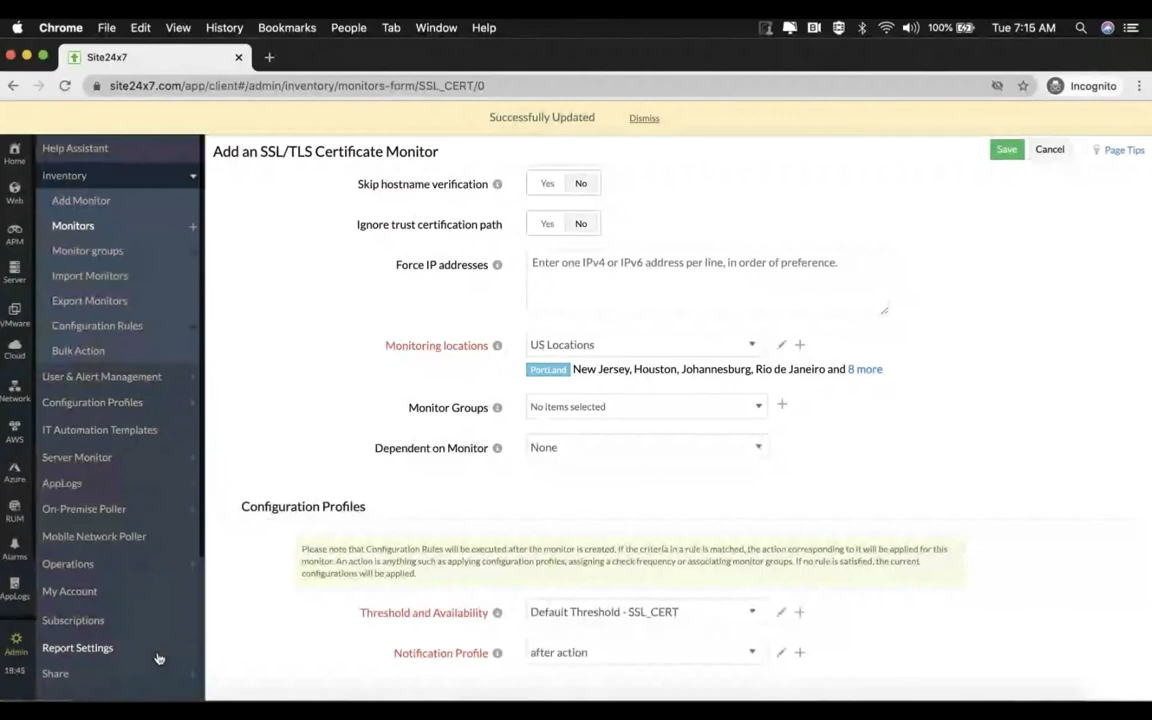 Chrome File Edit View History Bookmarks People Tab Window Help 100% Tue 7:15 AM
Site24x7
site24x7.com/app/client#/admin/inventory/monitors-form/SSL_CERT/0 Incognito
Successfully Updated Dismiss
Home
Web
APM
Server
VMware
Cloud
Network
AWS
Azure
RUM
Alarms
AppLogs
Admin
18:45
Help Assistant
Inventory
Add Monitor
Monitors
Monitor groups
Import Monitors
Export Monitors
Configuration Rules
Bulk Action
User & Alert Management
Configuration Profiles
IT Automation Templates
Server Monitor
AppLogs
On-Premise Poller
Mobile Network Poller
Operations
My Account
Subscriptions
Report Settings
Share
Add an SSL/TLS Certificate Monitor Save Cancel Page Tips
Skip hostname verification Yes No
Ignore trust certification path Yes No
Force IP addresses Enter one IPv4 or IPv6 address per line, in order of preference.
Monitoring locations US Locations
PortLand New Jersey, Houston, Johannesburg, Rio de Janeiro and 8 more
Monitor Groups No items selected
Dependent on Monitor None
Configuration Profiles
Please note that Configuration Rules will be executed after the monitor is created. If the criteria in a rule is matched, the action corresponding to it will be applied for this
monitor. An action is anything such as applying configuration profiles, assigning a check frequency or associating monitor groups. If no rule is satisfied, the current
configurations will be applied.
Threshold and Availability Default Threshold - SSL_CERT
Notification Profile after action